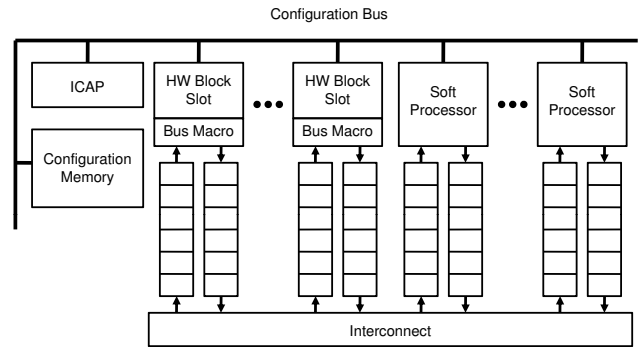 Configuration Bus
ICAP
HW Block
Slot
Bus Macro
HW Block
Slot
Bus Macro
Soft
Processor
Soft
Processor
Configuration
Memory
Interconnect